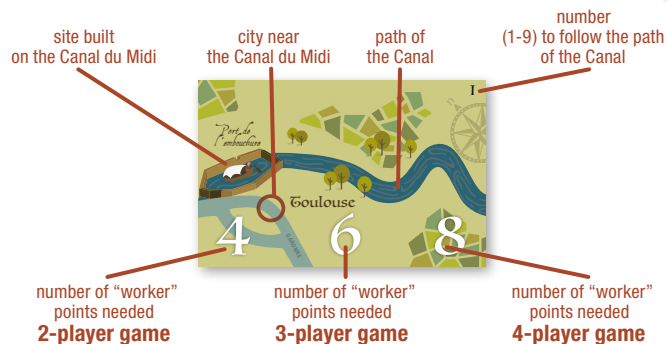 number
(1-9) to follow the path
of the Canal
site built
on the Canal du Midi
city near
the Canal du Midi
path of
the Canal
I
Port de
l'embouchure
Toulouse
4
6
8
GARONNE
number of “worker”
points needed
2-player game
number of “worker”
points needed
3-player game
number of “worker”
points needed
4-player game